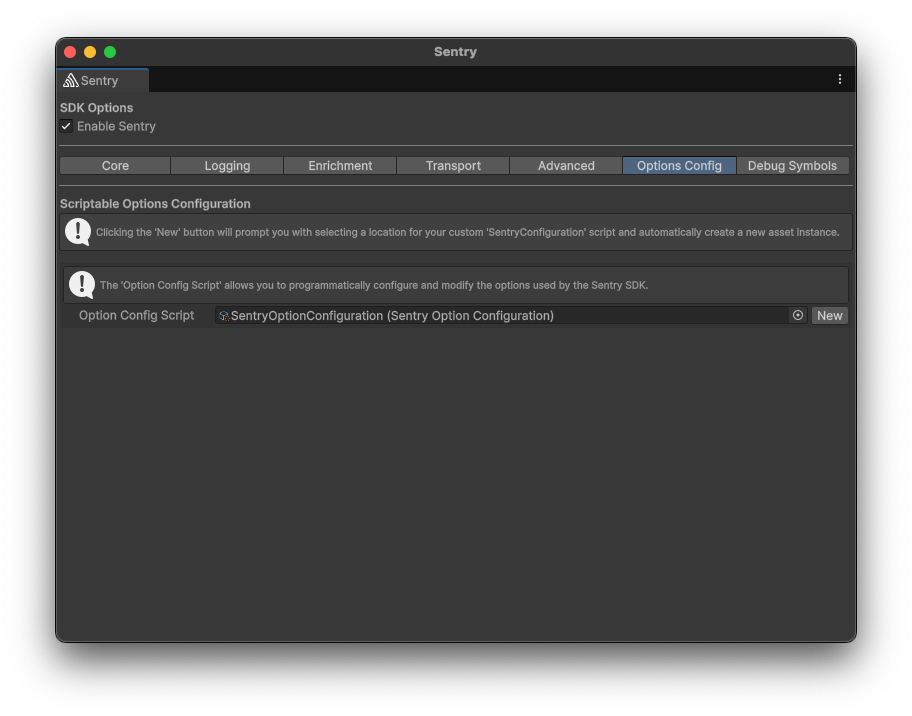 Sentry
Sentry
SDK Options
Enable Sentry
Core Logging Enrichment Transport Advanced Options Config Debug Symbols
Scriptable Options Configuration
Clicking the 'New' button will prompt you with selecting a location for your custom 'SentryConfiguration' script and automatically create a new asset instance.
The 'Option Config Script' allows you to programmatically configure and modify the options used by the Sentry SDK.
Option Config Script SentryOptionConfiguration (Sentry Option Configuration) New